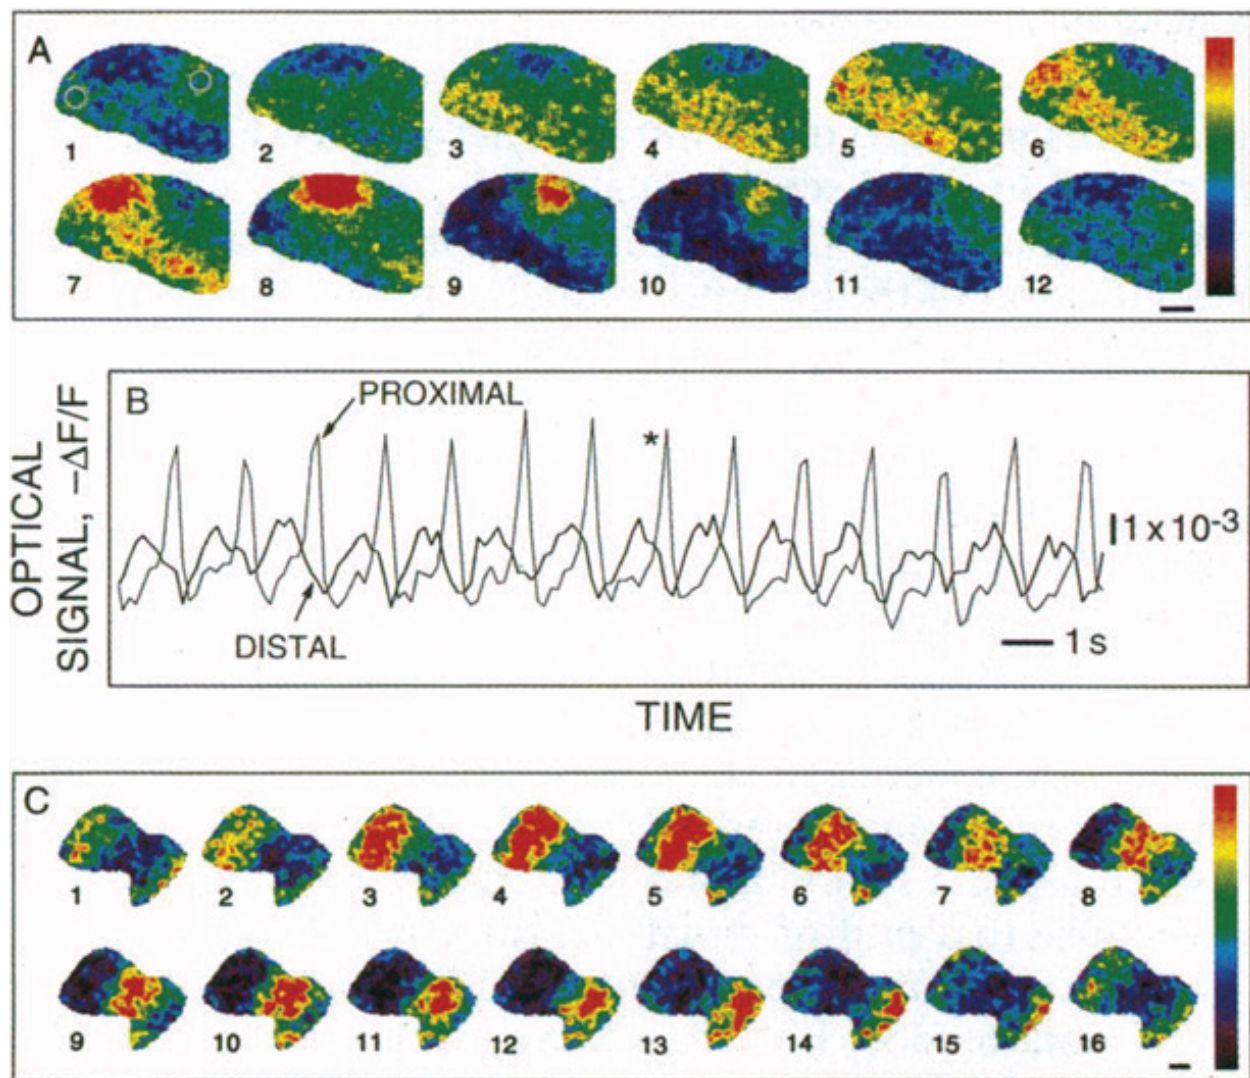 A
1 2 3 4 5 6
7 8 9 10 11 12
B
PROXIMAL
*
DISTAL
1 x 10-3
1 s
OPTICAL
SIGNAL, –ΔF/F
TIME
C
1 2 3 4 5 6 7 8
9 10 11 12 13 14 15 16